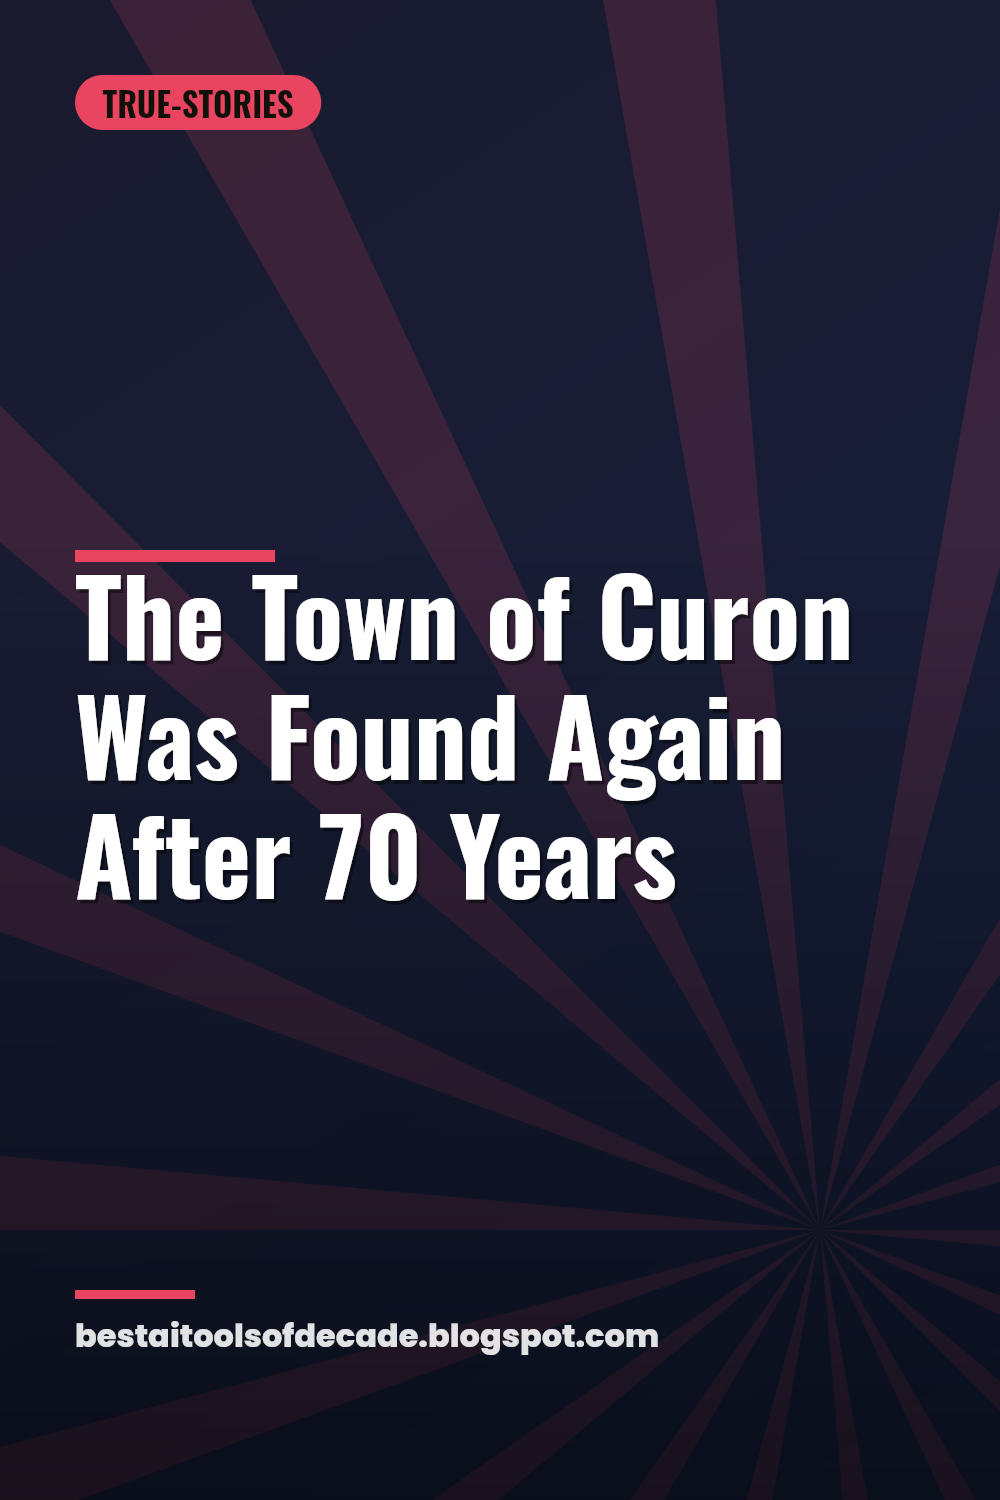 TRUE-STORIES
The Town of Curon
Was Found Again
After 70 Years
bestaitoolsofdecade.blogspot.com